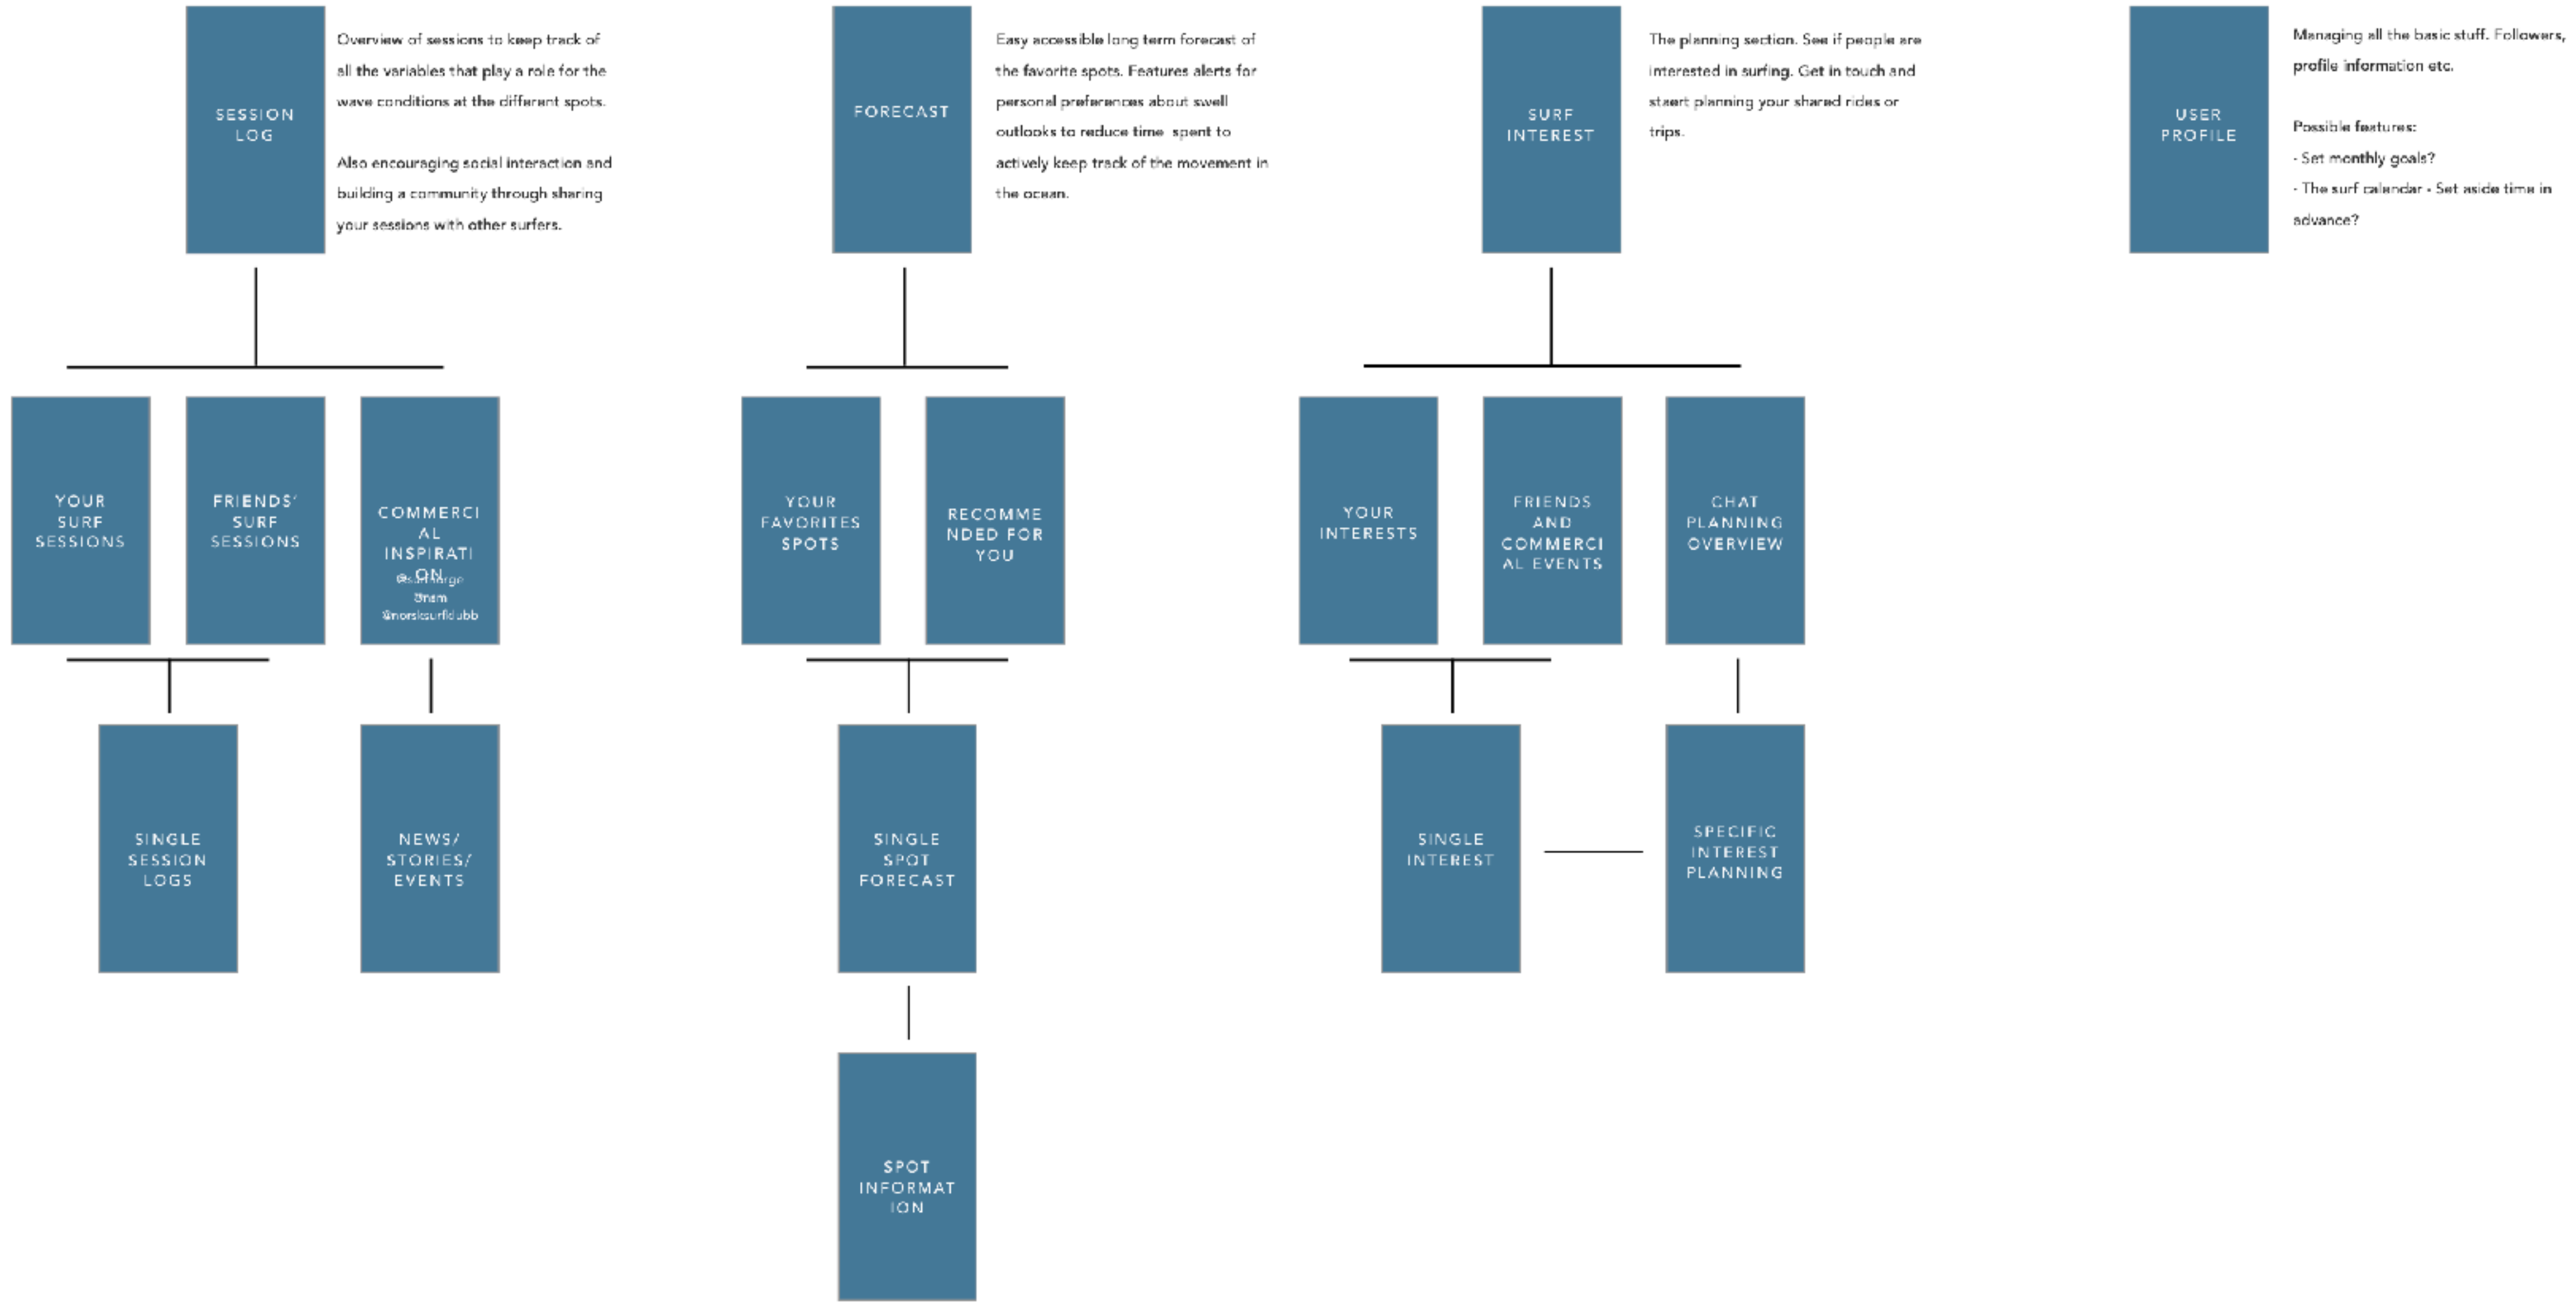 SESSION
LOG
Overview of sessions to keep track of
all the variables that play a role for the
wave conditions at the different spots.
Also encouraging social interaction and
building a community through sharing
your sessions with other surfers.
FORECAST
Easy accessible long term forecast of
the favorite spots. Features alerts for
personal preferences about swell
outlooks to reduce time spent to
actively keep track of the movement in
the ocean.
SURF
INTEREST
The planning section. See if people are
interested in surfing. Get in touch and
staert planning your shared rides or
trips.
USER
PROFILE
Managing all the basic stuff. Followers,
profile information etc.
Possible features:
- Set monthly goals?
- The surf calendar - Set aside time in
advance?
YOUR
SURF
SESSIONS
FRIENDS'
SURF
SESSIONS
COMMERCI
AL
INSPIRATI
ON
@nsm
@norsksurfklubb
YOUR
FAVORITES
SPOTS
RECOMME
NDED FOR
YOU
YOUR
INTERESTS
FRIENDS
AND
COMMERCI
AL EVENTS
CHAT
PLANNING
OVERVIEW
SINGLE
SESSION
LOGS
NEWS/
STORIES/
EVENTS
SINGLE
SPOT
FORECAST
SINGLE
INTEREST
SPECIFIC
INTEREST
PLANNING
SPOT
INFORMAT
ION